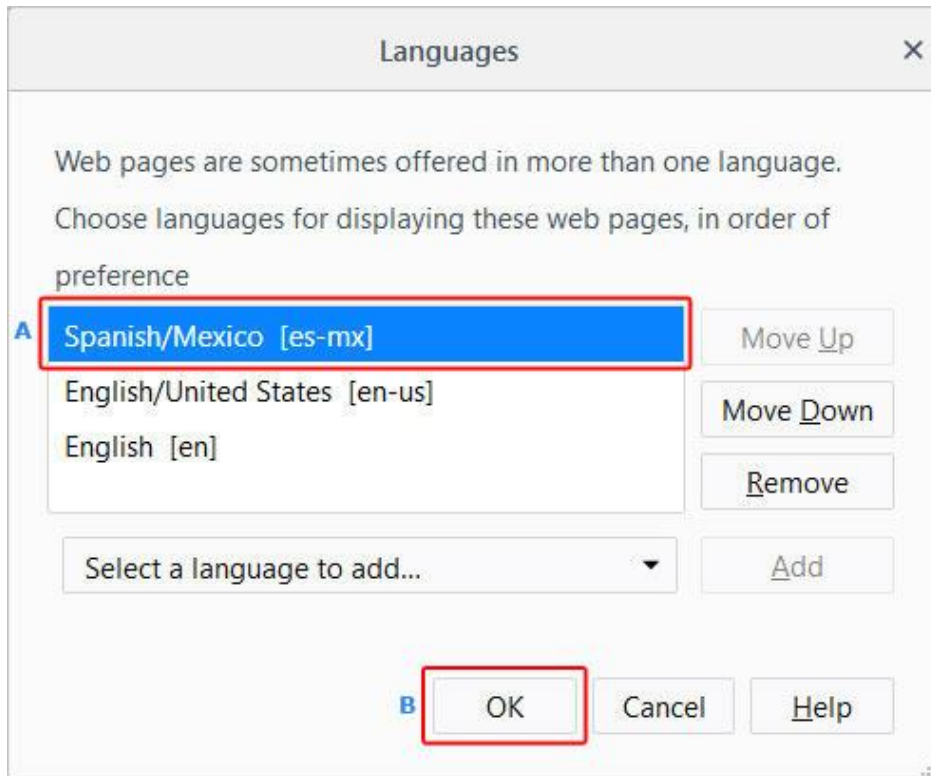 Languages
Web pages are sometimes offered in more than one language.
Choose languages for displaying these web pages, in order of
preference
A
Spanish/Mexico [es-mx]
Move Up
English/United States [en-us]
Move Down
English [en]
Remove
Select a language to add...
Add
B
OK
Cancel
Help